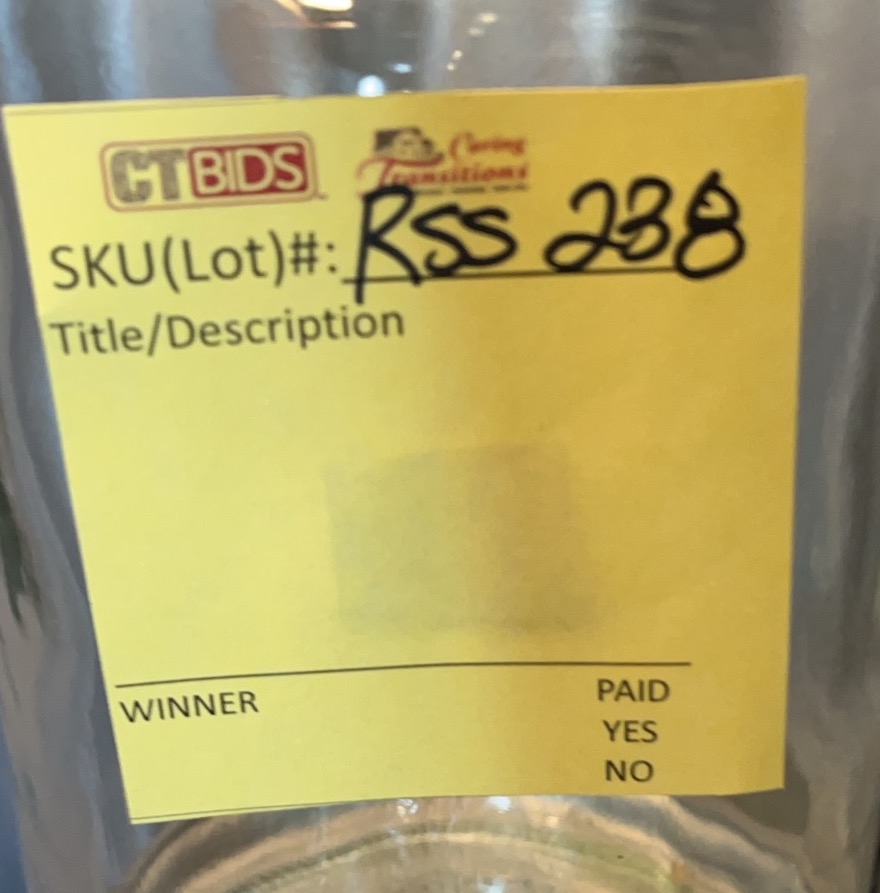 CTBIDS
Caring
Transitions
SKU(Lot)#: RSS 238
Title/Description
WINNER
PAID
YES
NO